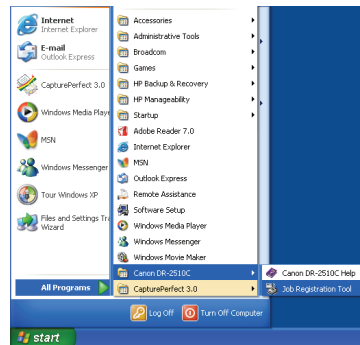 Internet
Internet Explorer
E-mail
Outlook Express
CapturePerfect 3.0
Windows Media Playe
MSN
Windows Messenger
Tour Windows XP
Files and Settings Tra
Wizard
All Programs
Accessories
Administrative Tools
Broadcom
Games
HP Backup & Recovery
HP Manageability
Startup
Adobe Reader 7.0
Internet Explorer
MSN
Outlook Express
Remote Assistance
Software Setup
Windows Media Player
Windows Messenger
Windows Movie Maker
Canon DR-2510C
CapturePerfect 3.0
Canon DR-2510C Help
Job Registration Tool
Log Off
Turn Off Computer
start